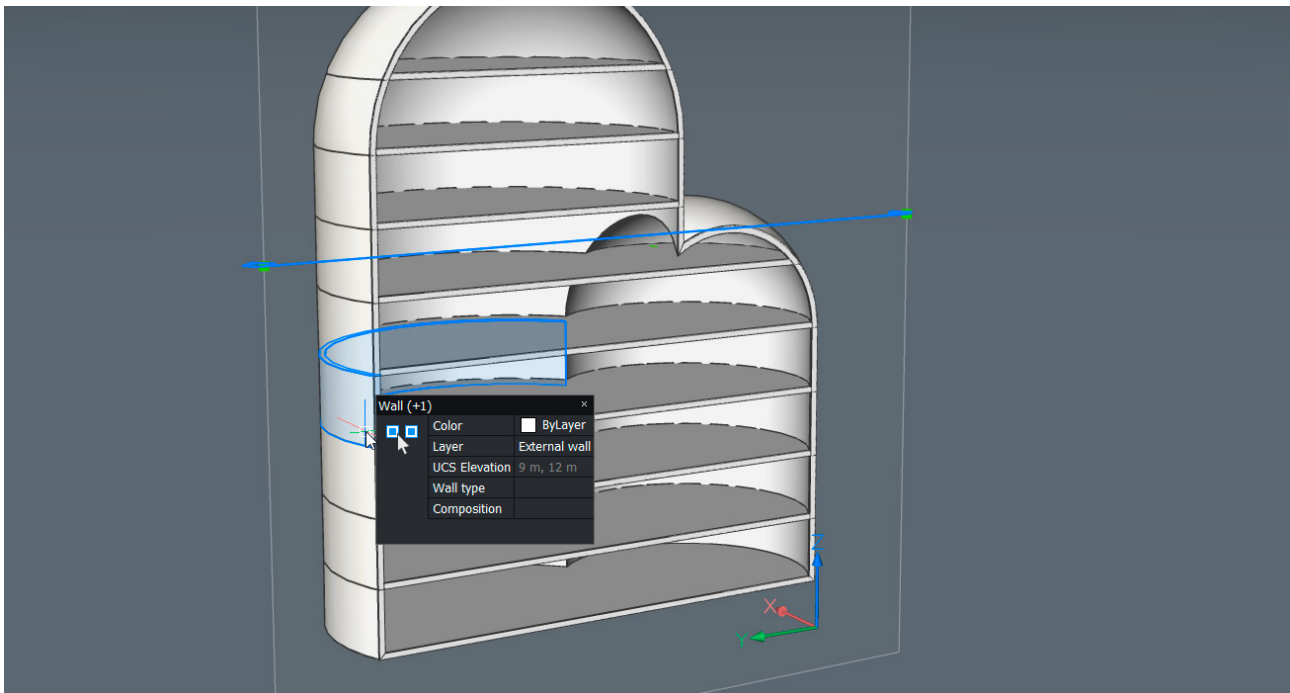 Wall (+1) ×
Color ByLayer
Layer External wall
UCS Elevation 9 m, 12 m
Wall type
Composition
Z
X
Y